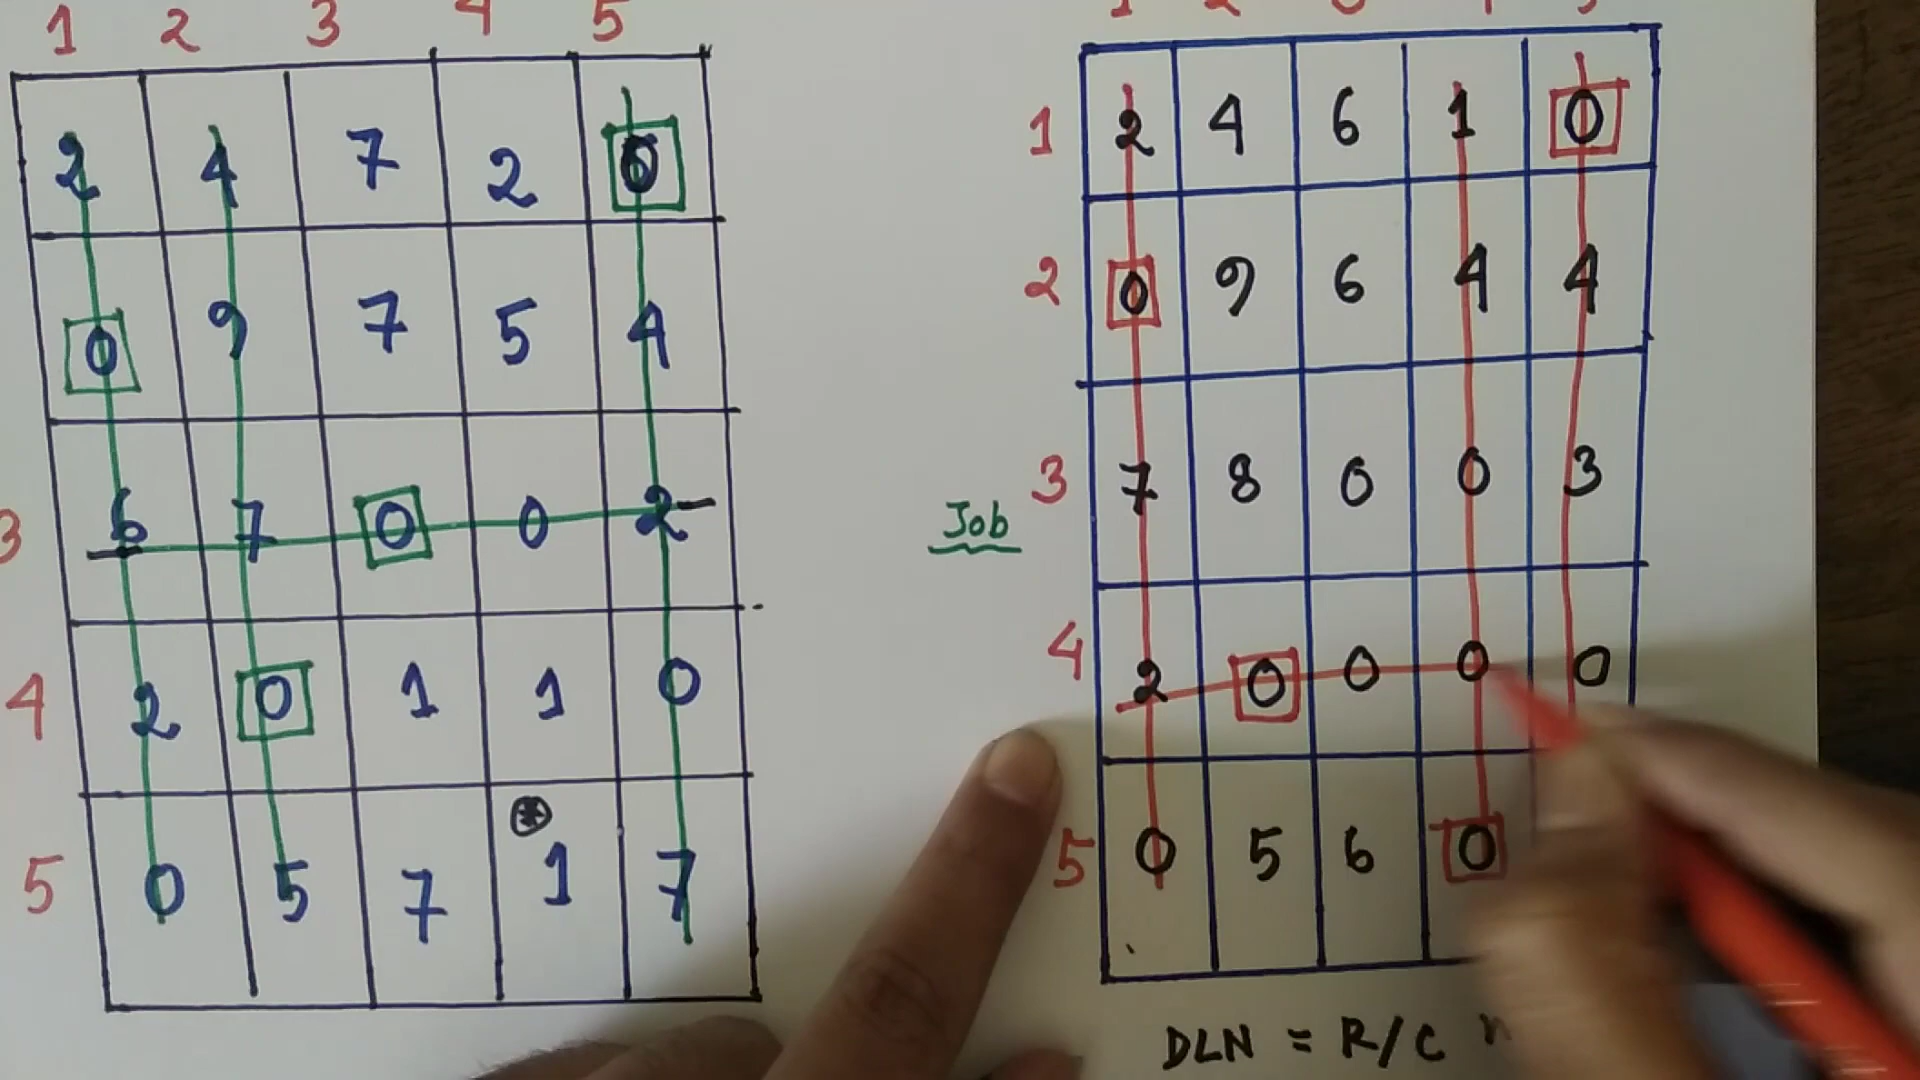 1 2 3 4 5
2 4 7 2 0
0 9 7 5 4
3 6 7 0 0 2
4 2 0 1 1 0
5 0 5 7 1 7
*
Job
1 2 4 6 1 0
2 0 9 6 4 4
3 7 8 0 0 3
4 2 0 0 0 0
5 0 5 6 0
DLN = R/C